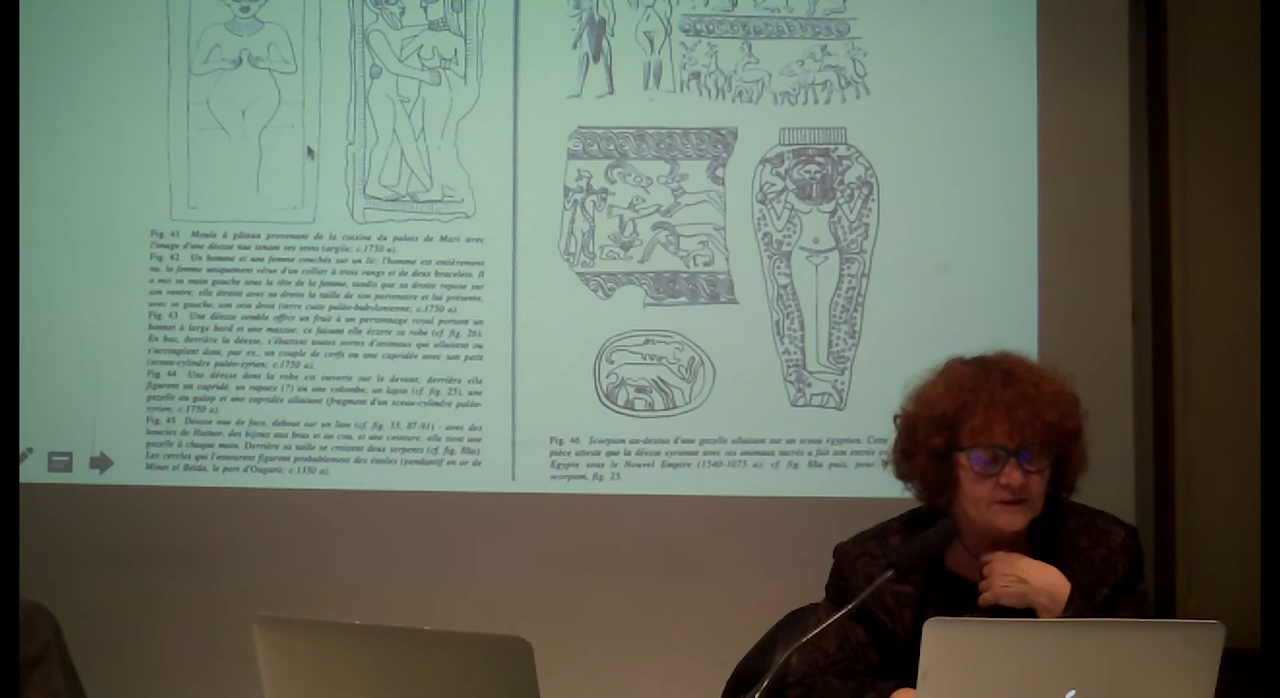 Fig. 41 Moule à gâteau provenant de la cuisine du palais de Mari avec
l'image d'une déesse nue tenant ses seins (argile; c.1750 a).
Fig. 42 Un homme et une femme couchés sur un lit: l'homme est entièrement
nu, la femme uniquement vêtue d'un collier à trois rangs et de deux bracelets. Il
a mis sa main gauche sous la tête de la femme, tandis que sa droite repose sur
son ventre; elle étreint avec sa droite la taille de son partenaire et lui présente,
avec sa gauche, son sein droit (terre cuite paléo-babylonienne; c.1750 a).
Fig. 43 Une déesse semble offrir un fruit à un personnage royal portant un
bonnet à large bord et une massue; ce faisant elle écarte sa robe (cf. fig. 26).
En bas, derrière la déesse, s'ébattent toutes sortes d'animaux qui allaitent ou
s'accouplent dont, par ex., un couple de cerfs ou une capridée avec son petit
(sceau-cylindre paléo-syrien; c.1750 a).
Fig. 44 Une déesse dont la robe est ouverte sur le devant, derrière elle
figurent un capridé, un rapace (?) ou une colombe, un lapin (cf. fig. 25), une
gazelle au galop et une capridée allaitant (fragment d'un sceau-cylindre paléo-
syrien; c.1750 a).
Fig. 45 Déesse nue de face, debout sur un lion (cf. fig. 35, 87-91) - avec des
boucles de Hathor, des bijoux aux bras et au cou, et une ceinture, elle tient une
gazelle à chaque main. Derrière sa taille se croisent deux serpents (cf. fig. 88a).
Les cercles qui l'entourent figurent probablement des étoiles (pendentif en or de
Minet el Beida, le port d'Ougarit; c.1350 a).
Fig. 46 Scorpion au-dessus d'une gazelle allaitant sur un sceau égyptien. Cette
pièce atteste que la déesse syrienne avec ses animaux sacrés a fait son entrée
Égypte sous le Nouvel Empire (1540-1075 a); cf. fig. 88a puis, pour
scorpion, fig. 25.